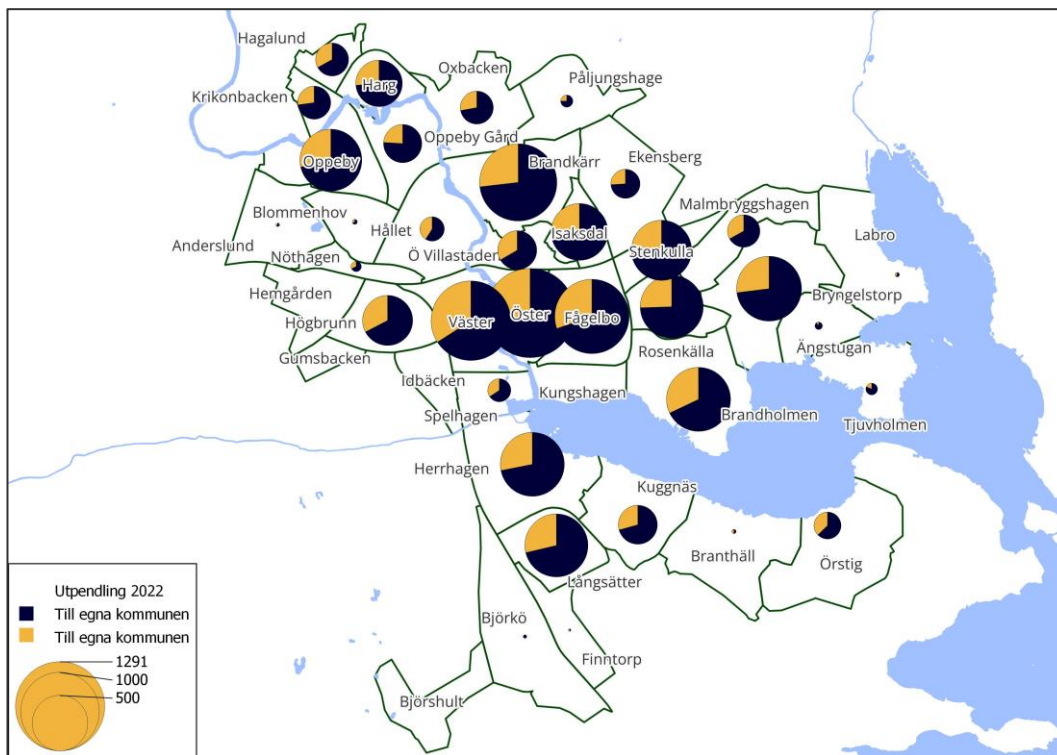 Hagalund
Oxbacken
Påljungshage
Harg
Krikonbacken
Oppeby Gård
Oppeby
Brandkärr
Ekensberg
Malmbryggshagen
Blommenhov
Isaksdal
Hållet
Stenkulla
Labro
Anderslund
Ö Villastaden
Nöthagen
Hemgården
Bryngelstorp
Högbrunn
Väster
Öster
Fågelbo
Rosenkälla
Ängstugan
Gumsbacken
Idbäcken
Kungshagen
Spelhagen
Brandholmen
Tjuvholmen
Herrhagen
Kuggnäs
Branthäll
Örstig
Långsätter
Björkö
Finntorp
Björshult
Utpendling 2022
Till egna kommunen
Till egna kommunen
1291
1000
500